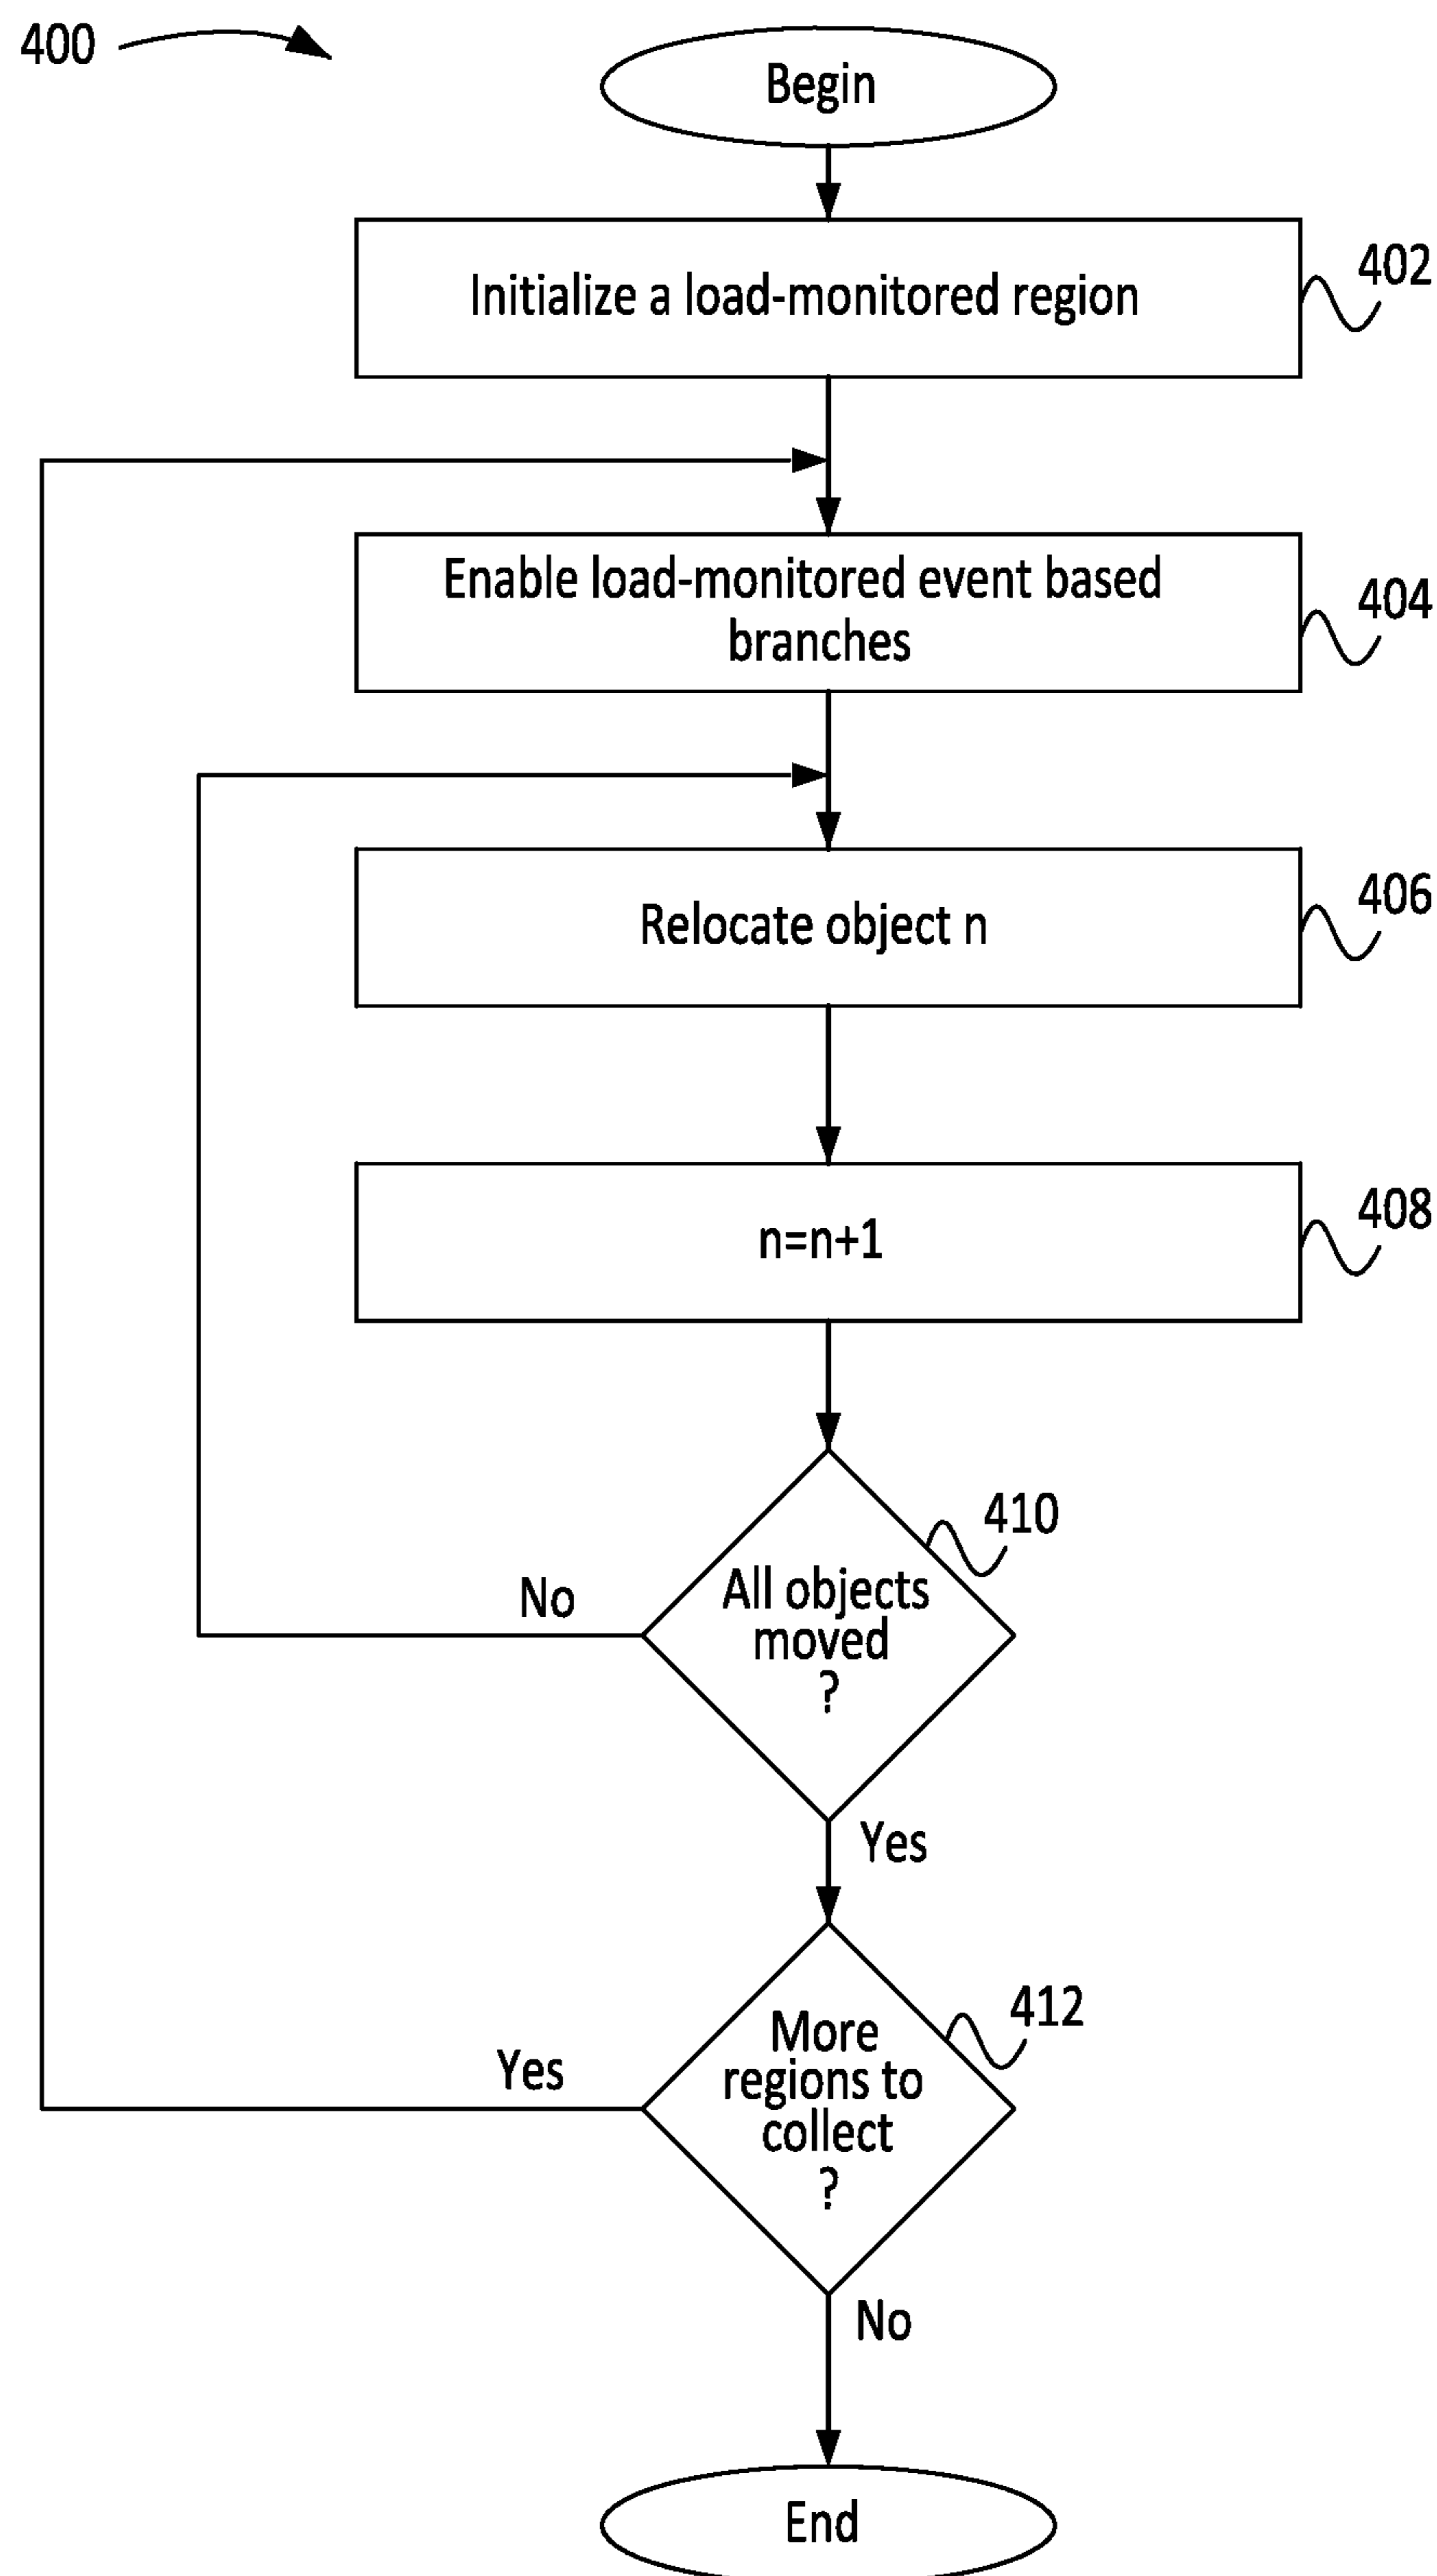 400
Begin
Initialize a load-monitored region
402
Enable load-monitored event based
branches
404
Relocate object n
406
n=n+1
408
410
All objects
moved
?
No
Yes
412
More
regions to
collect
?
Yes
No
End